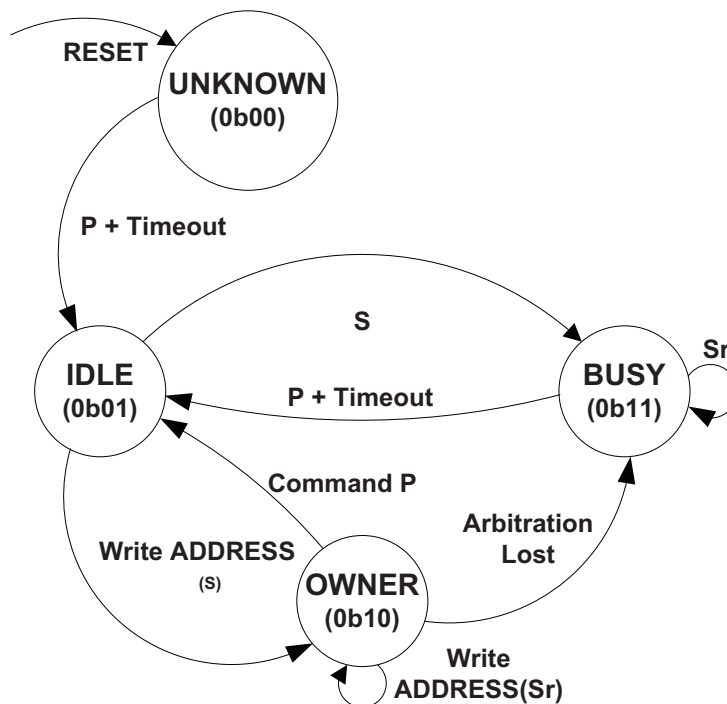 RESET
UNKNOWN
(0b00)
P + Timeout
S
IDLE
(0b01)
BUSY
(0b11)
Sr
P + Timeout
Command P
Arbitration
Lost
Write ADDRESS
(S)
OWNER
(0b10)
Write
ADDRESS(Sr)